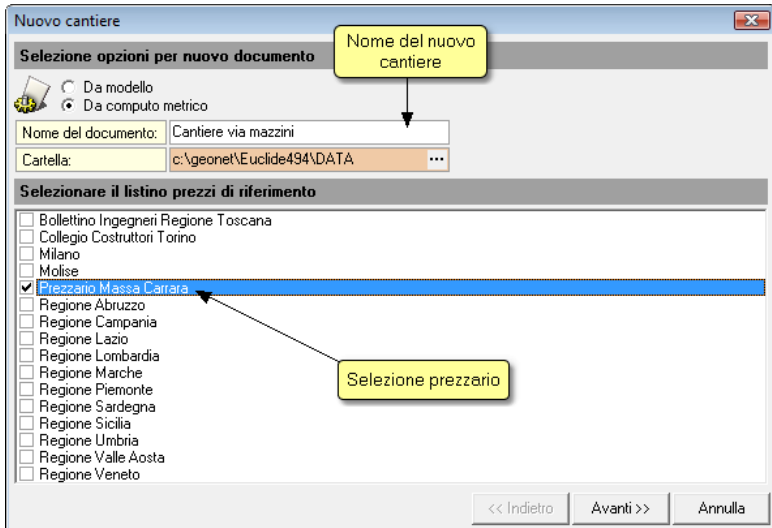 Nuovo cantiere
Selezione opzioni per nuovo documento
Nome del nuovo
cantiere
Da modello
Da computo metrico
Nome del documento: Cantiere via mazzini
Cartella: c:\geonet\Euclide494\DATA ...
Selezionare il listino prezzi di riferimento
Bollettino Ingegneri Regione Toscana
Collegio Costruttori Torino
Milano
Molise
Prezzario Massa Carrara
Regione Abruzzo
Regione Campania
Regione Lazio
Regione Lombardia
Regione Marche
Regione Piemonte
Regione Sardegna
Regione Sicilia
Regione Umbria
Regione Valle Aosta
Regione Veneto
Selezione prezzario
<< Indietro Avanti >> Annulla